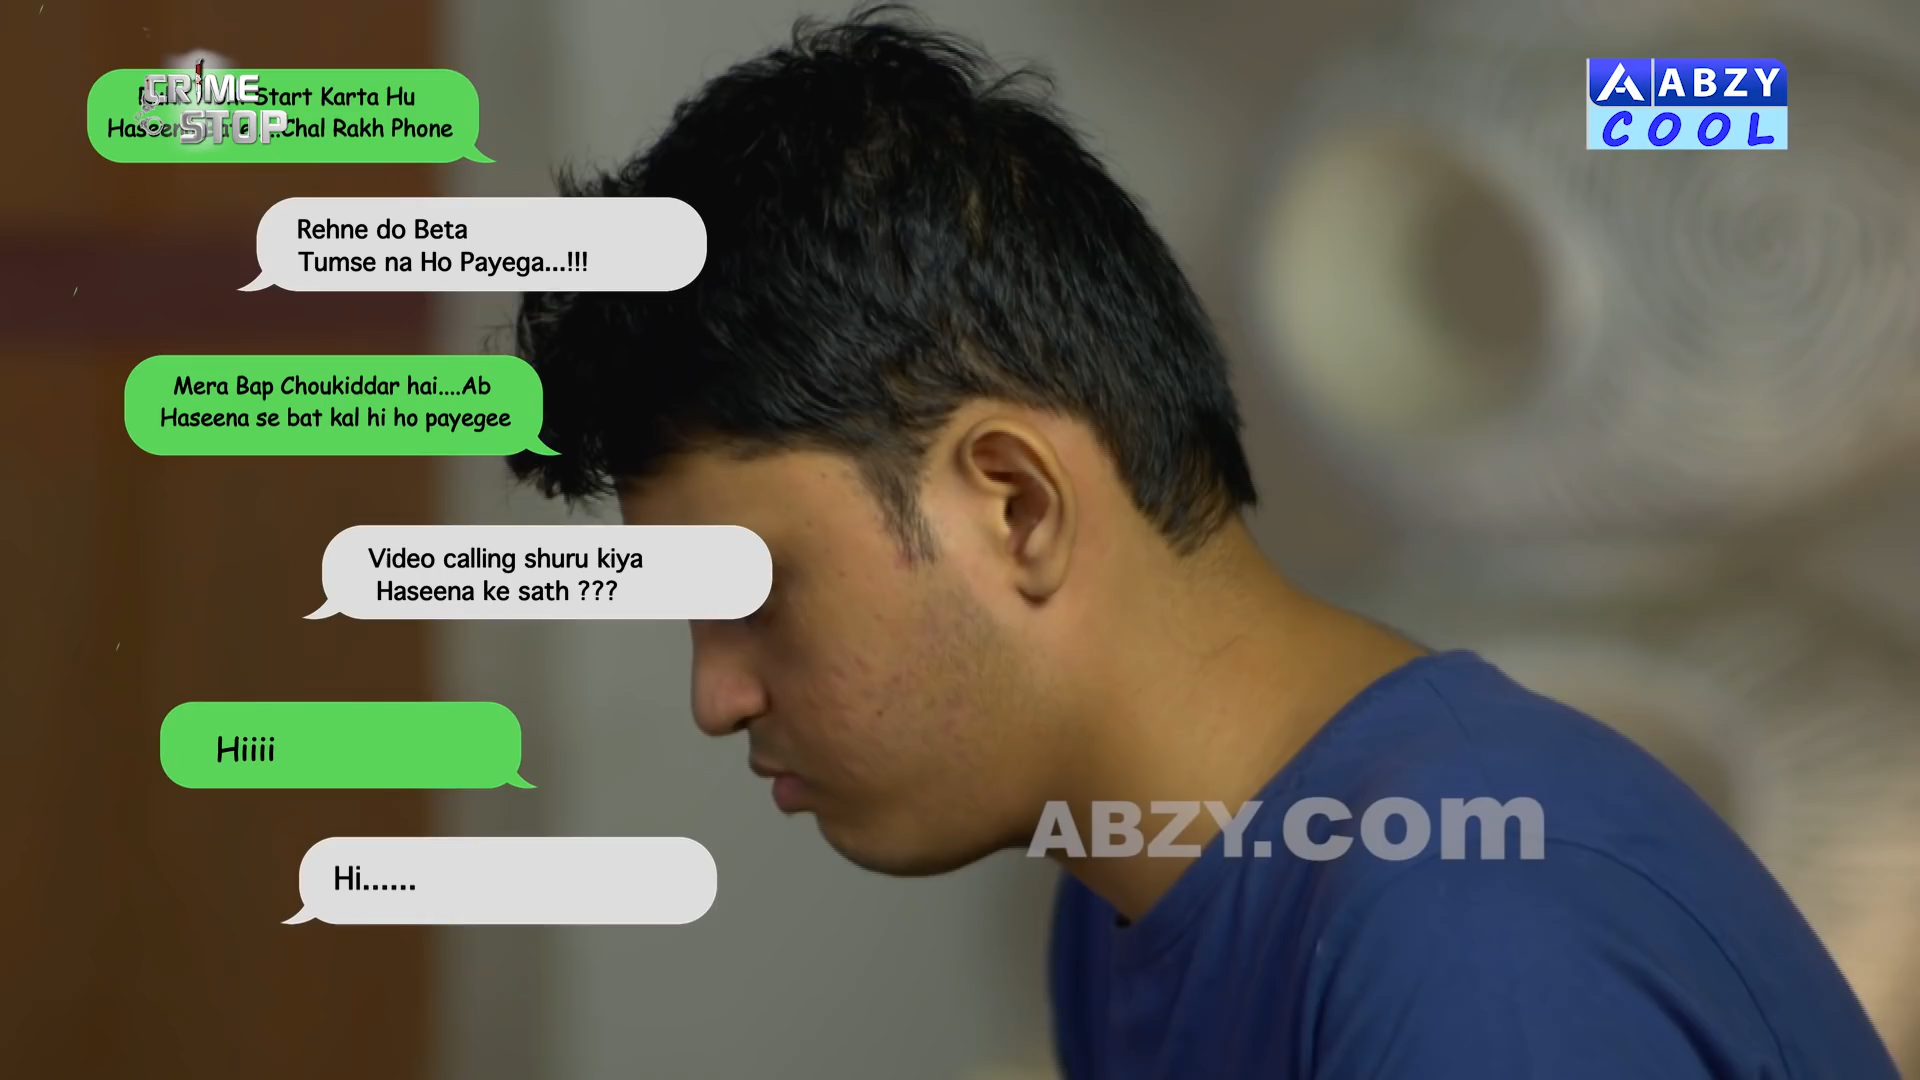 CRIME
STOP
Start Karta Hu
Chal Rakh Phone
ABZY
COOL
Rehne do Beta
Tumse na Ho Payega...!!!
Mera Bap Choukiddar hai....Ab
Haseena se bat kal hi ho payegee
Video calling shuru kiya
Haseena ke sath ???
Hiiii
ABZY.com
Hi......